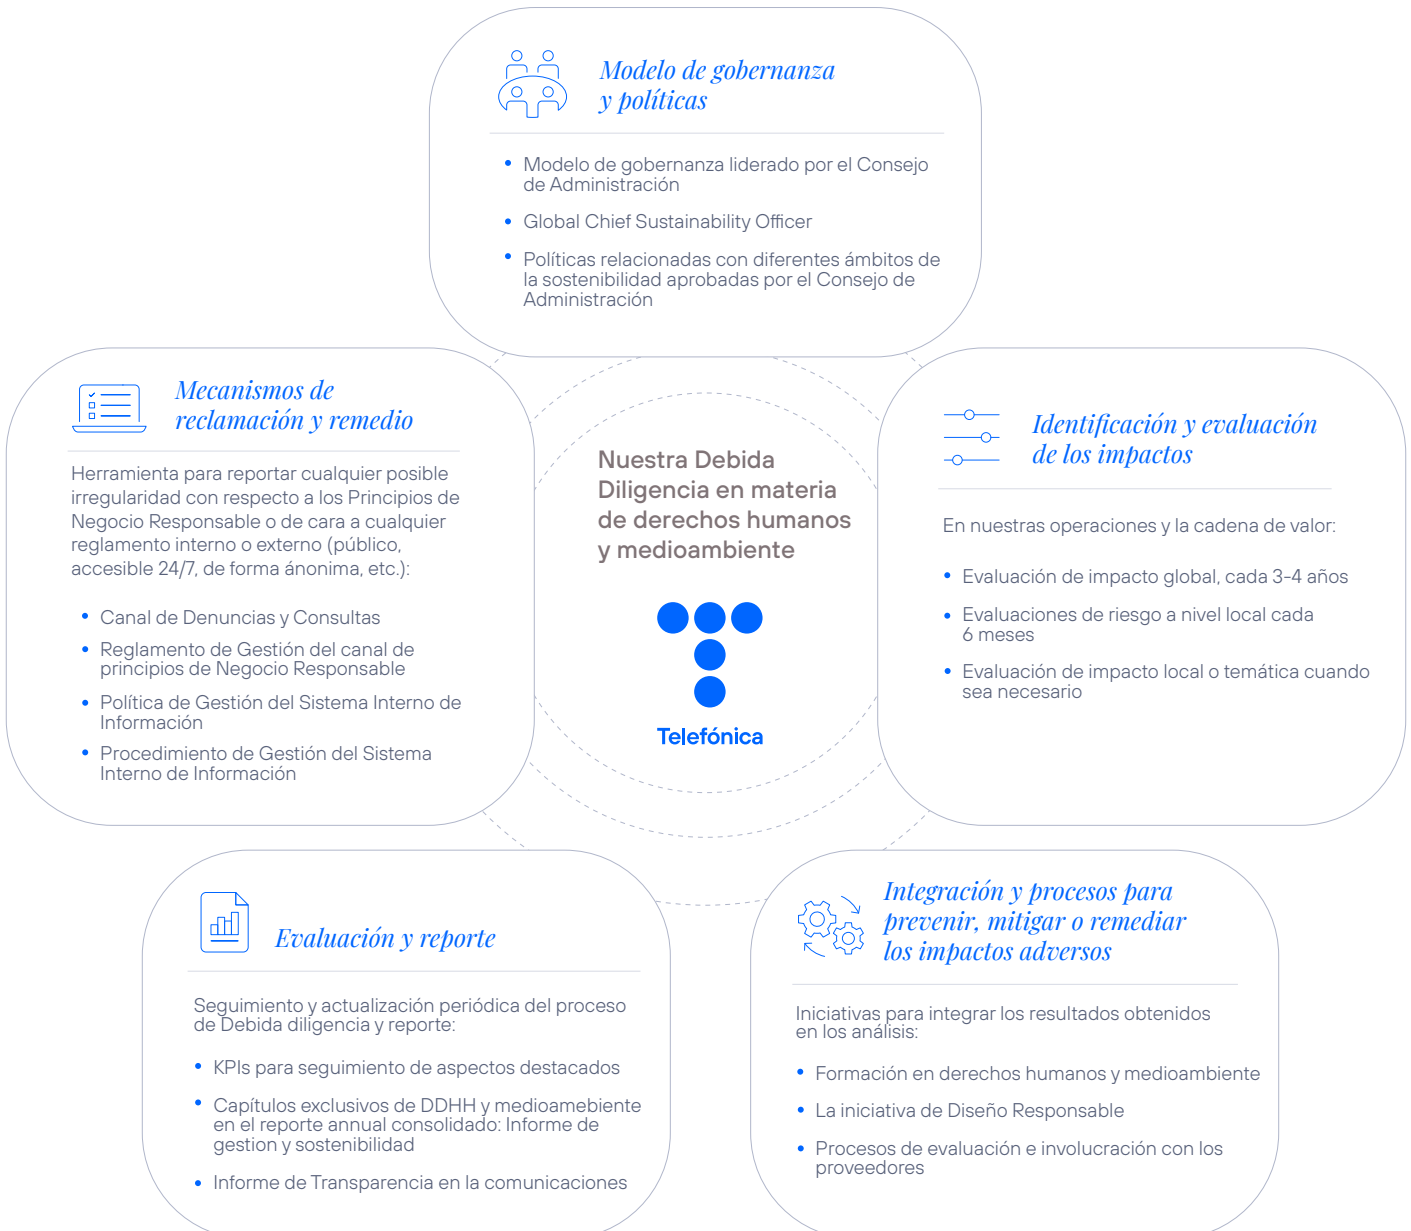 Modelo de gobernanza
y políticas
• Modelo de gobernanza liderado por el Consejo
de Administración
• Global Chief Sustainability Officer
• Políticas relacionadas con diferentes ámbitos de
la sostenibilidad aprobadas por el Consejo de
Administración
Mecanismos de
reclamación y remedio
Herramienta para reportar cualquier posible
irregularidad con respecto a los Principios de
Negocio Responsable o de cara a cualquier
reglamento interno o externo (público,
accesible 24/7, de forma ánonima, etc.):
• Canal de Denuncias y Consultas
• Reglamento de Gestión del canal de
principios de Negocio Responsable
• Política de Gestión del Sistema Interno de
Información
• Procedimiento de Gestión del Sistema
Interno de Información
Nuestra Debida
Diligencia en materia
de derechos humanos
y medioambiente
Telefónica
Identificación y evaluación
de los impactos
En nuestras operaciones y la cadena de valor:
• Evaluación de impacto global, cada 3-4 años
• Evaluaciones de riesgo a nivel local cada
6 meses
• Evaluación de impacto local o temática cuando
sea necesario
Evaluación y reporte
Seguimiento y actualización periódica del proceso
de Debida diligencia y reporte:
• KPIs para seguimiento de aspectos destacados
• Capítulos exclusivos de DDHH y medioamebiente
en el reporte annual consolidado: Informe de
gestion y sostenibilidad
• Informe de Transparencia en la comunicaciones
Integración y procesos para
prevenir, mitigar o remediar
los impactos adversos
Iniciativas para integrar los resultados obtenidos
en los análisis:
• Formación en derechos humanos y medioambiente
• La iniciativa de Diseño Responsable
• Procesos de evaluación e involucración con los
proveedores